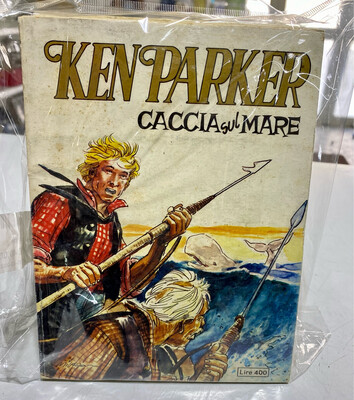 KEN PARKER
CACCIA sul MARE
Lire 400